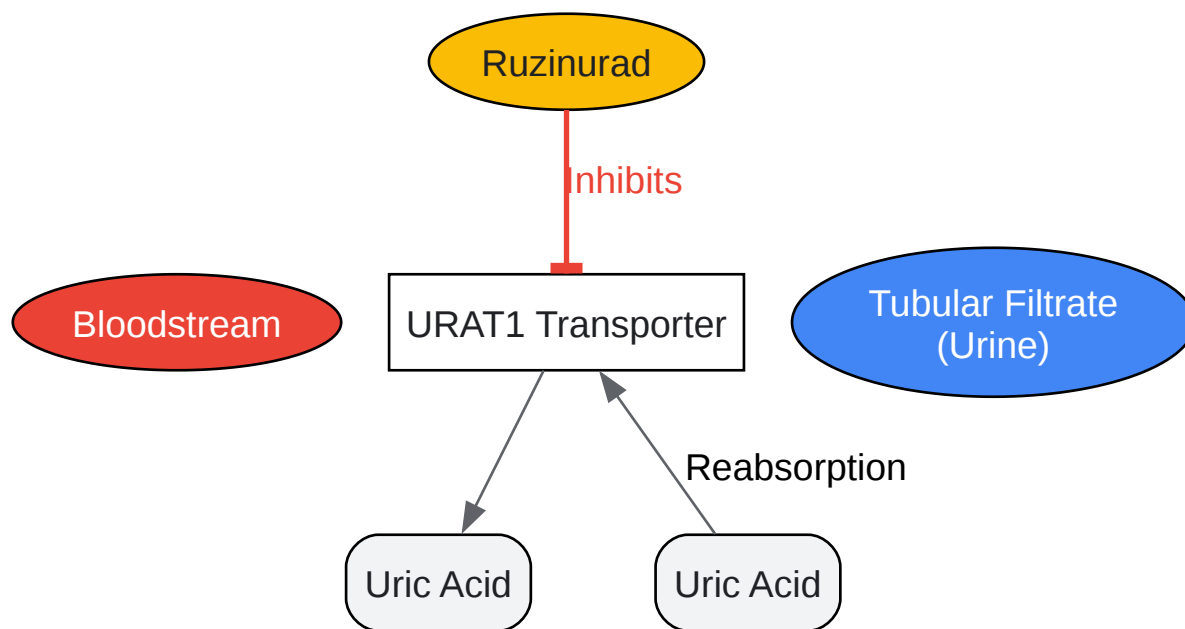 Ruzinurad
Inhibits
Bloodstream
URAT1 Transporter
Tubular Filtrate
(Urine)
Reabsorption
Uric Acid
Uric Acid